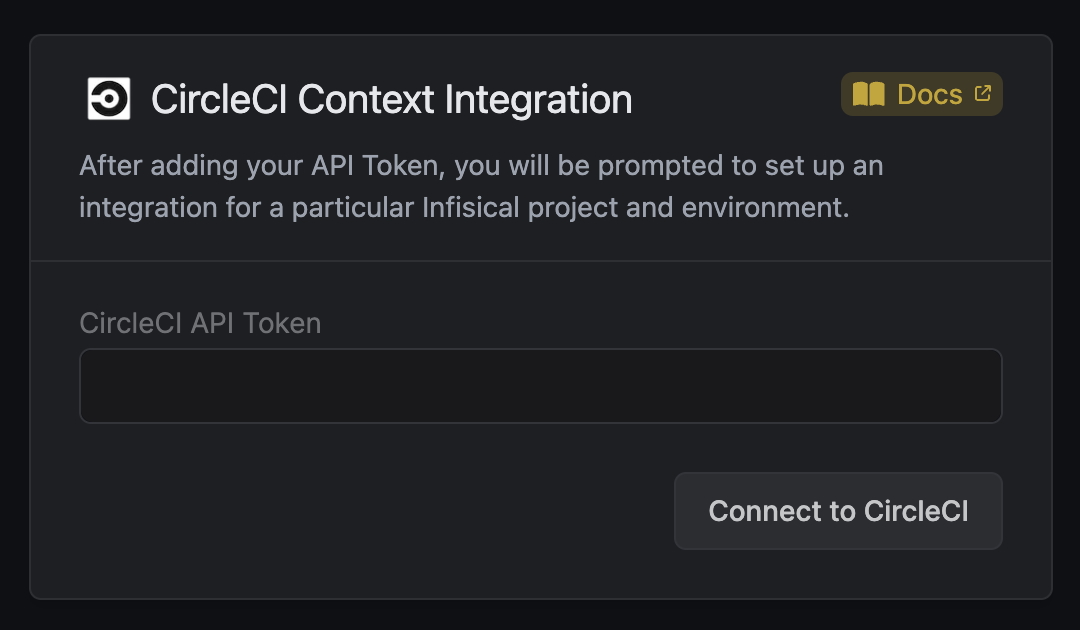 CircleCI Context Integration
Docs
After adding your API Token, you will be prompted to set up an
integration for a particular Infisical project and environment.
CircleCI API Token
Connect to CircleCI